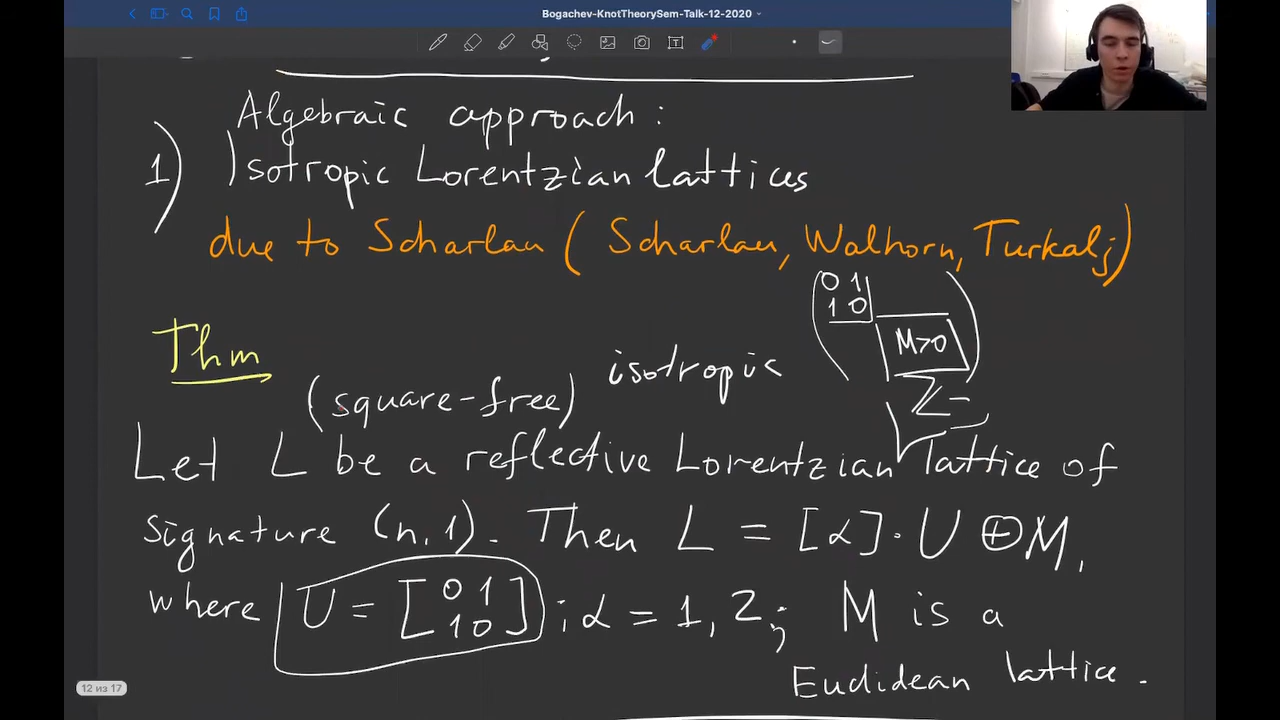 Bogachev-KnotTheorySem-Talk-12-2020
Algebraic approach:
1) Isotropic Lorentzian lattices
due to Scharlau (Scharlau, Walhorn, Turkalj)
0 1
1 0
M>0
Thm
(square-free) isotropic
Z-
Let L be a reflective Lorentzian lattice of
signature (n,1). Then L = [α]·U ⊕ M,
where U = [0 1
1 0]; α = 1, 2; M is a
Euclidean lattice.
12 из 17